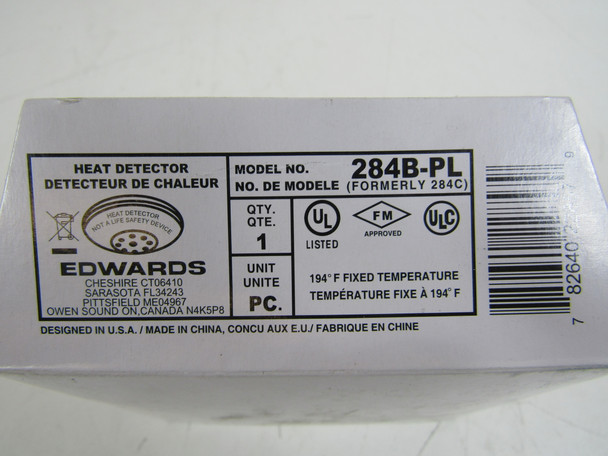 HEAT DETECTOR
DETECTEUR DE CHALEUR
HEAT DETECTOR
NOT A LIFE SAFETY DEVICE
EDWARDS
CHESHIRE CT06410
SARASOTA FL34243
PITTSFIELD ME04967
OWEN SOUND ON,CANADA N4K5P8
MODEL NO.
NO. DE MODELE
284B-PL
(FORMERLY 284C)
QTY.
QTE.
1
UNIT
UNITE
PC.
UL
LISTED
FM
APPROVED
ULC
194°F FIXED TEMPERATURE
TEMPÉRATURE FIXE À 194°F
DESIGNED IN U.S.A. / MADE IN CHINA, CONCU AUX E.U./ FABRIQUE EN CHINE